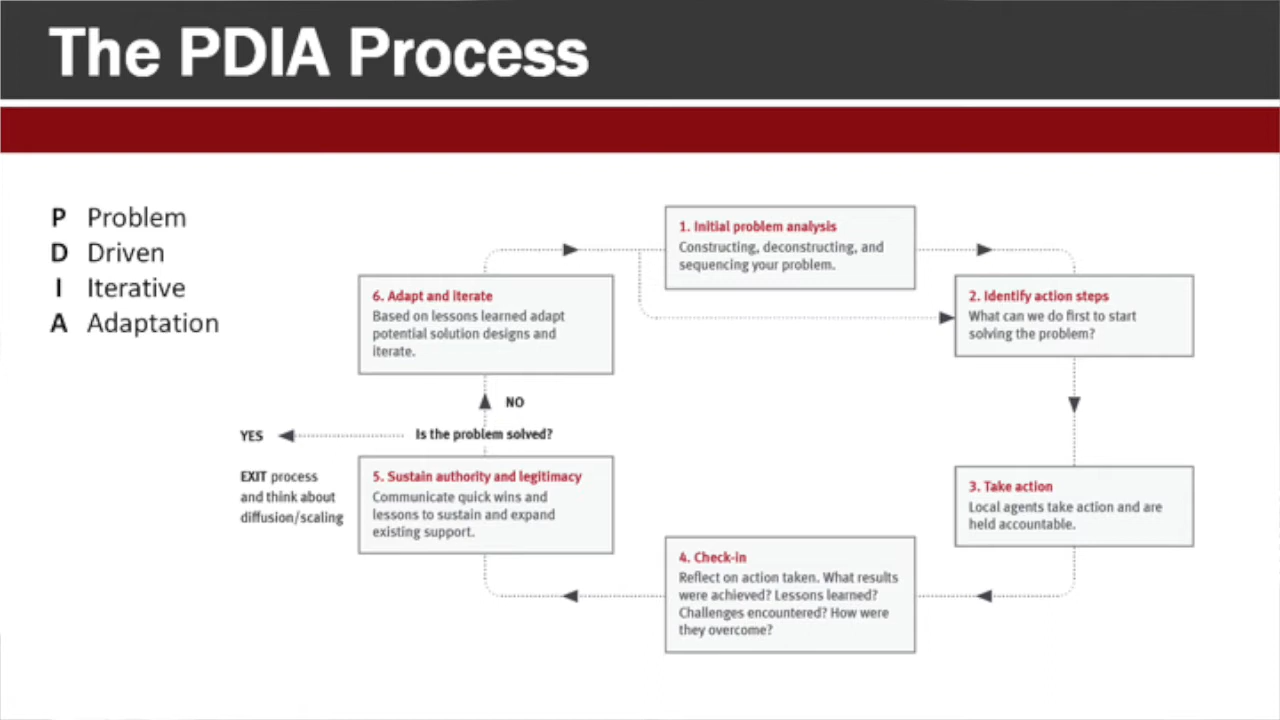 The PDIA Process
P Problem
D Driven
I Iterative
A Adaptation
1. Initial problem analysis
Constructing, deconstructing, and
sequencing your problem.
2. Identify action steps
What can we do first to start
solving the problem?
3. Take action
Local agents take action and are
held accountable.
4. Check-in
Reflect on action taken. What results
were achieved? Lessons learned?
Challenges encountered? How were
they overcome?
5. Sustain authority and legitimacy
Communicate quick wins and
lessons to sustain and expand
existing support.
Is the problem solved?
YES
EXIT process
and think about
diffusion/scaling
NO
6. Adapt and iterate
Based on lessons learned adapt
potential solution designs and
iterate.